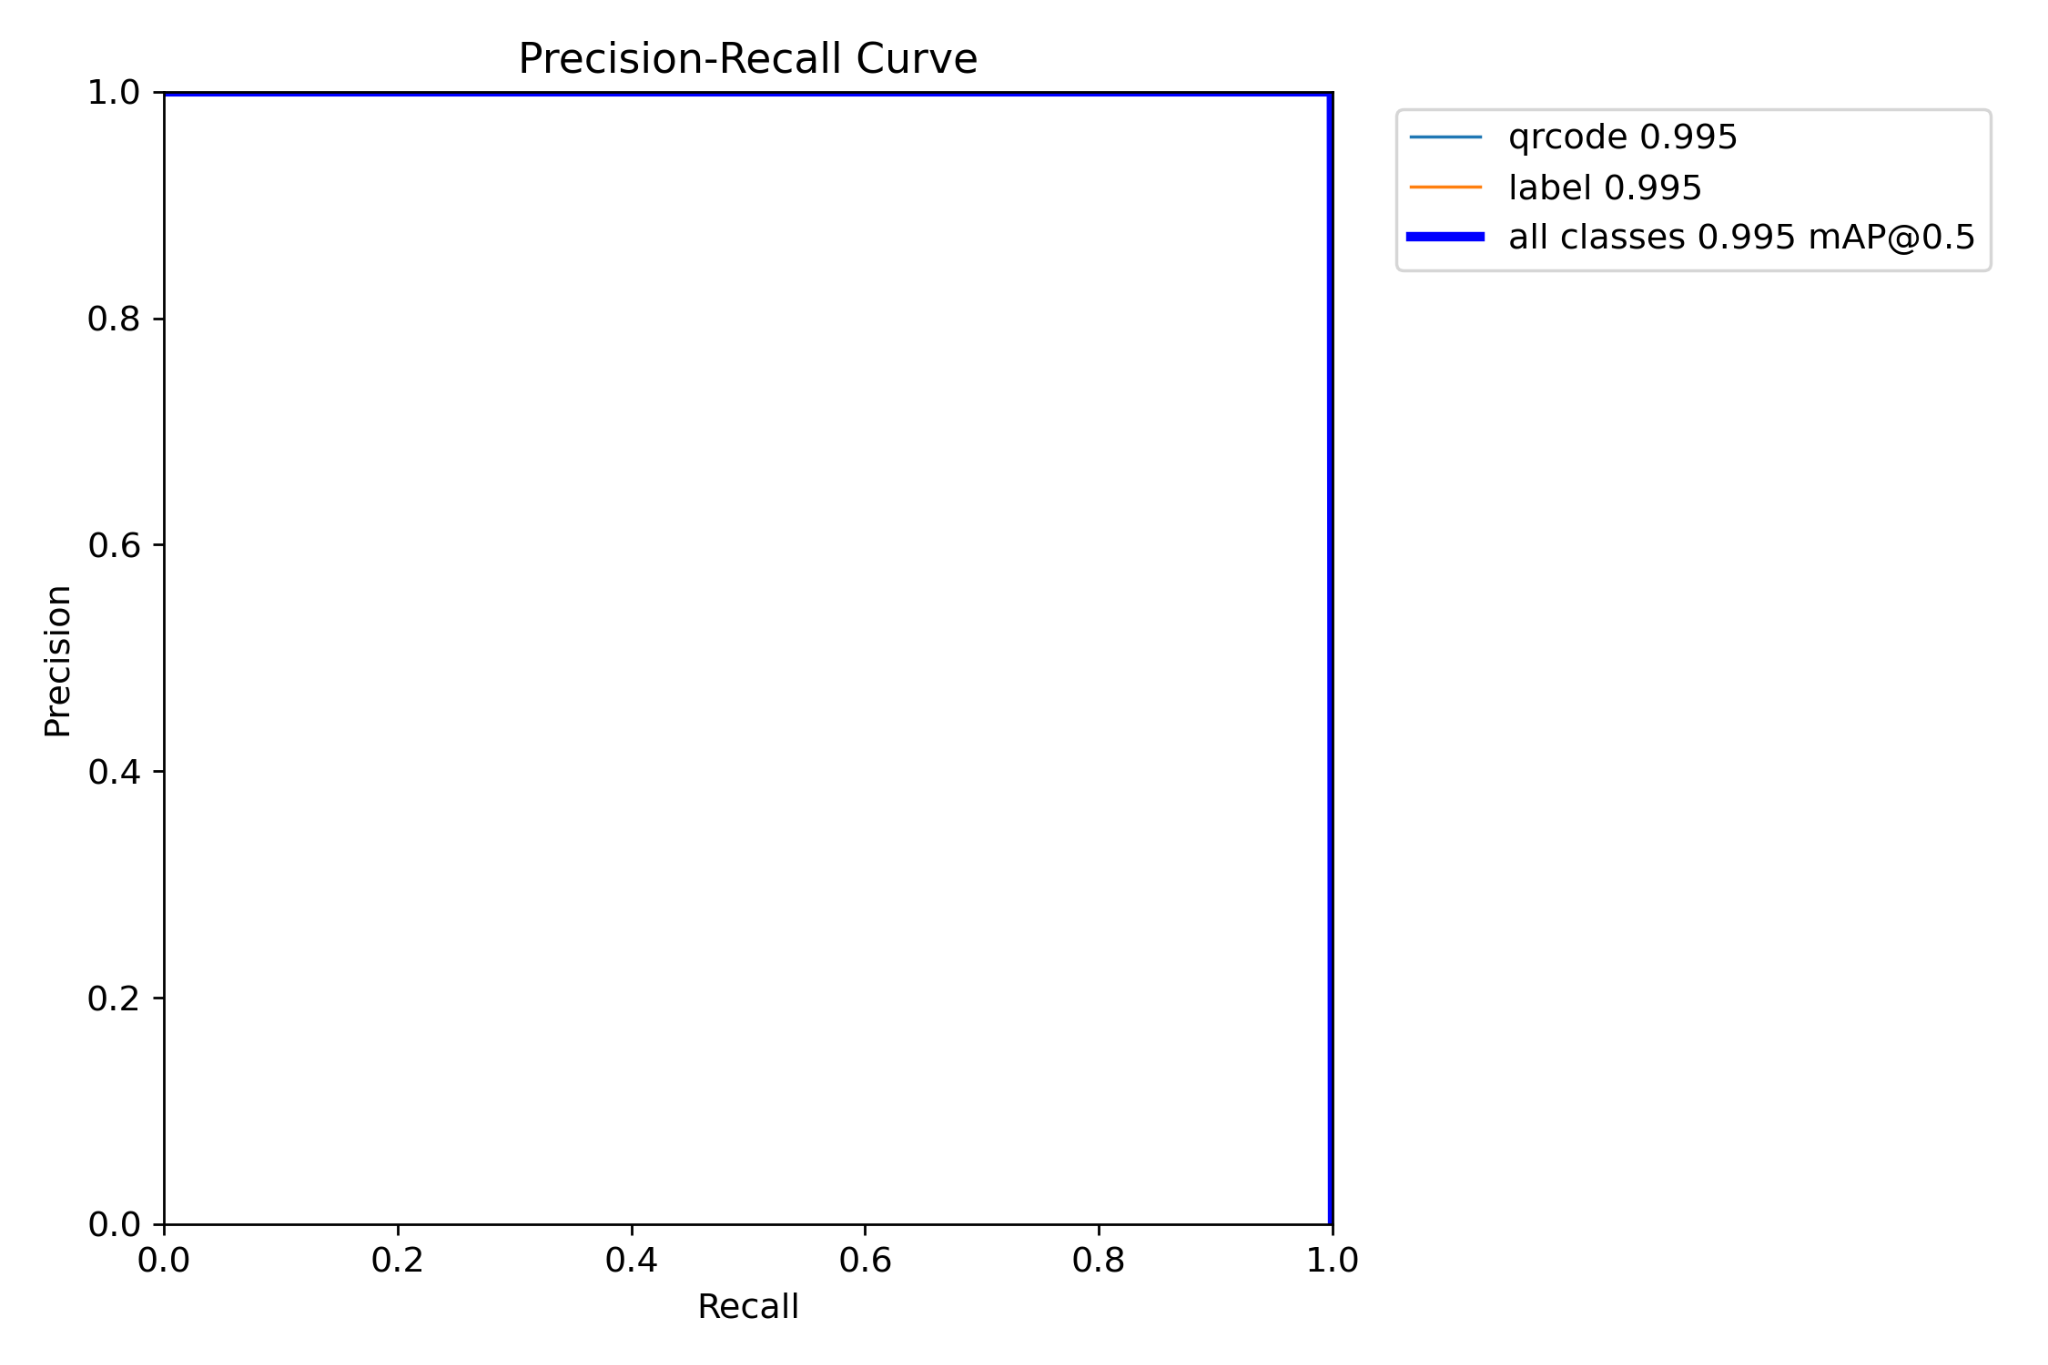 Precision-Recall Curve
qrcode 0.995
label 0.995
all classes 0.995 mAP@0.5
1.0
0.8
0.6
0.4
0.2
0.0
Precision
0.0 0.2 0.4 0.6 0.8 1.0
Recall